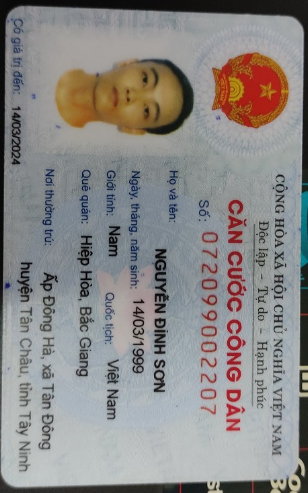 CỘNG HÒA XÃ HỘI CHỦ NGHĨA VIỆT NAM
Độc lập - Tự do - Hạnh phúc
CĂN CƯỚC CÔNG DÂN
Số: 072099002207
Họ và tên:
NGUYỄN ĐÌNH SƠN
Ngày, tháng, năm sinh: 14/03/1999
Giới tính: Nam Quốc tịch: Việt Nam
Quê quán: Hiệp Hòa, Bắc Giang
Nơi thường trú: Ấp Đông Hà, xã Tân Đông
huyện Tân Châu, tỉnh Tây Ninh
Có giá trị đến: 14/03/2024